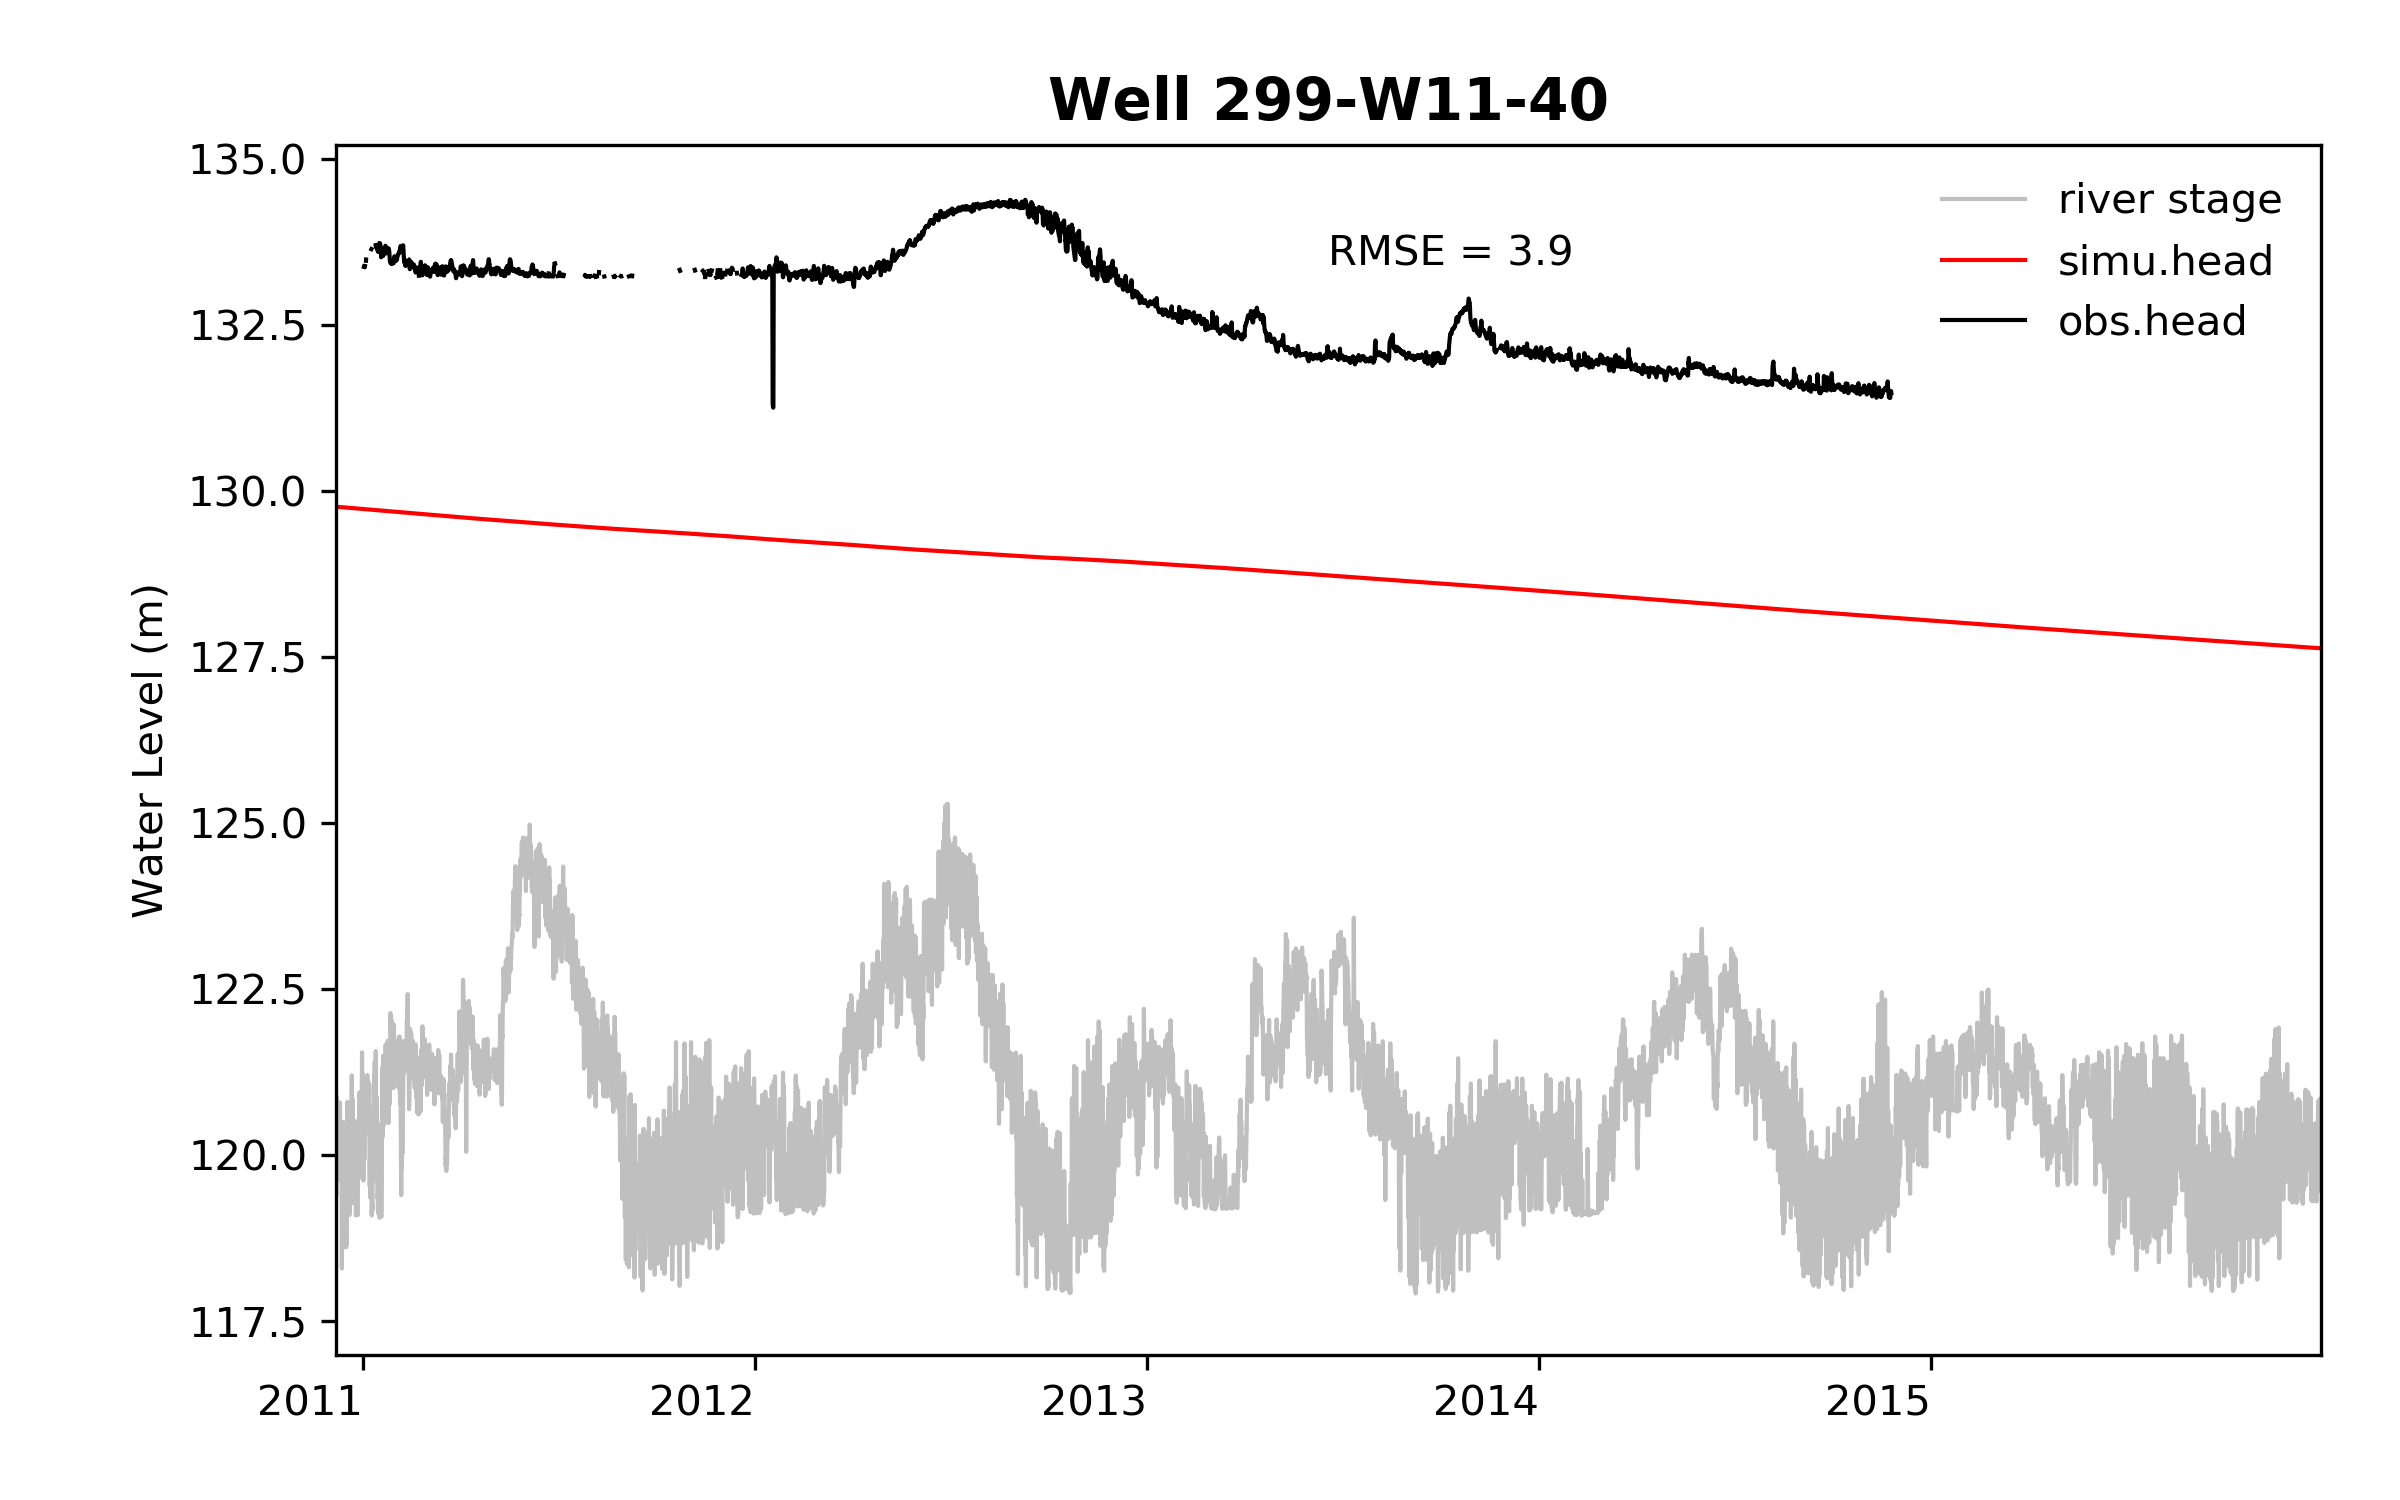 Well 299-W11-40
135.0
132.5
130.0
127.5
125.0
122.5
120.0
117.5
Water Level (m)
RMSE = 3.9
river stage
simu.head
obs.head
2011
2012
2013
2014
2015